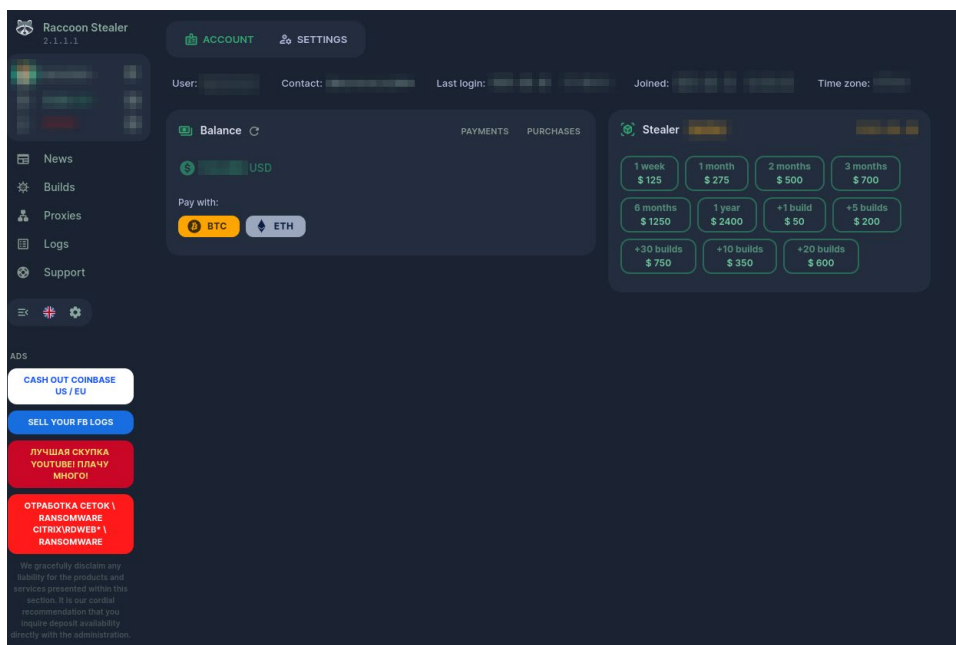 Raccoon Stealer
2.1.1.1
ACCOUNT
SETTINGS
User:
Contact:
Last login:
Joined:
Time zone:
News
Builds
Proxies
Logs
Support
Balance
PAYMENTS
PURCHASES
USD
Pay with:
BTC
ETH
Stealer
1 week
$ 125
1 month
$ 275
2 months
$ 500
3 months
$ 700
6 months
$ 1250
1 year
$ 2400
+1 build
$ 50
+5 builds
$ 200
+30 builds
$ 750
+10 builds
$ 350
+20 builds
$ 600
ADS
CASH OUT COINBASE
US / EU
SELL YOUR FB LOGS
ЛУЧШАЯ СКУПКА
YOUTUBE! ПЛАЧУ
МНОГО!
ОТРАБОТКА СЕТОК \
RANSOMWARE
CITRIX\RDWEB* \
RANSOMWARE
We gracefully disclaim any
liability for the products and
services presented within this
section. It is our cordial
recommendation that you
inquire deposit availability
directly with the administration.